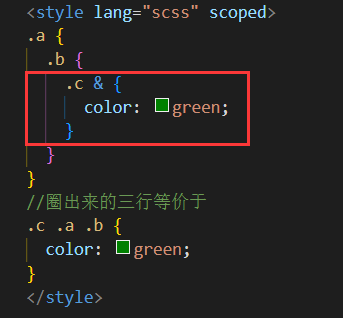 <style lang="scss" scoped>
.a {
.b {
.c & {
color: green;
}
}
}
//圈出来的三行等价于
.c .a .b {
color: green;
}
</style>